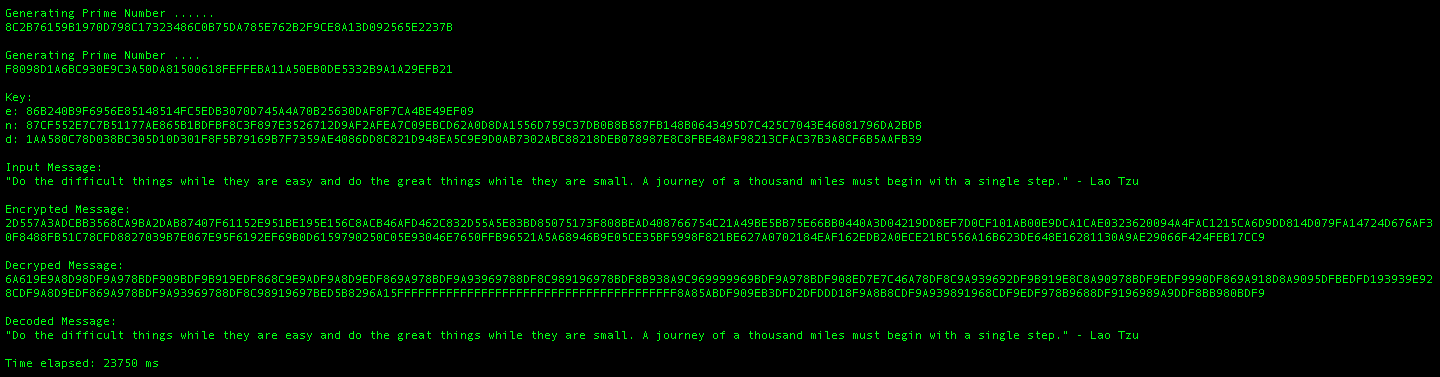 Generating Prime Number ......
8C2B76159B1970D798C17323486C0B75DA785E762B2F9CE8A13D092565E2237B
Generating Prime Number ....
F8098D1A6BC930E9C3A50DA81500618FEFFEBA11A50EB0DE5332B9A1A29EFB21
Key:
e: 86B240B9F6956E85148514FC5EDB3070D745A4A70B25630DAF8F7CA4BE49EF09
n: 87CF552E7C7B51177AE865B1BDFBF8C3F897E3526712D9AF2AFEA7C09EBCD62A0D8DA1556D759C37DB0B8B587FB148B0643495D7C425C7043E46081796DA2BDB
d: 1AA580C78D038BC305D10D301F8F5B79169B7F7359AE4086DD8C821D948EA5C9E9D0AB7302ABC88218DEB078987E8C8FBE48AF98213CFAC37B3A8CF6B5AAFB39
Input Message:
"Do the difficult things while they are easy and do the great things while they are small. A journey of a thousand miles must begin with a single step." - Lao Tzu
Encrypted Message:
2D557A3ADCBB3568CA9BA2DAB87407F61152E951BE195E156C8ACB46AFD462C832D55A5E83BD85075173F808BEAD408766754C21A49BE5BB75E66BB0440A3D04219DD8EF7D0CF101AB00E9DCA1CAE0323620094A4FAC1215CA6D9DD814D079FA14724D676AF3
0F8488FB51C78CFD8827039B7E067E95F6192EF69B0D6159790250C05E93046E7650FFB96521A5A68946B9E05CE35BF5998F821BE627A0702184EAF162EDB2A0ECE21BC556A16B623DE648E16281130A9AE29066F424FEB17CC9
Decryped Message:
6A619E9A8D98DF9A978BDF909BDF9B919EDF868C9E9ADF9A8D9EDF869A978BDF9A93969788DF8C989196978BDF8B938A9C969999969BDF9A978BDF908ED7E7C46A78DF8C9A939692DF9B919E8C8A90978BDF9EDF9990DF869A918D8A9095DFBEDFD193939E92
8CDF9A8D9EDF869A978BDF9A93969788DF8C98919697BED5B8296A15FFFFFFFFFFFFFFFFFFFFFFFFFFFFFFFFFFFFFFFF8A85ABDF909EB3DFD2DFDDD18F9A8B8CDF9A939891968CDF9EDF978B9688DF9196989A9DDF8BB980BDF9
Decoded Message:
"Do the difficult things while they are easy and do the great things while they are small. A journey of a thousand miles must begin with a single step." - Lao Tzu
Time elapsed: 23750 ms